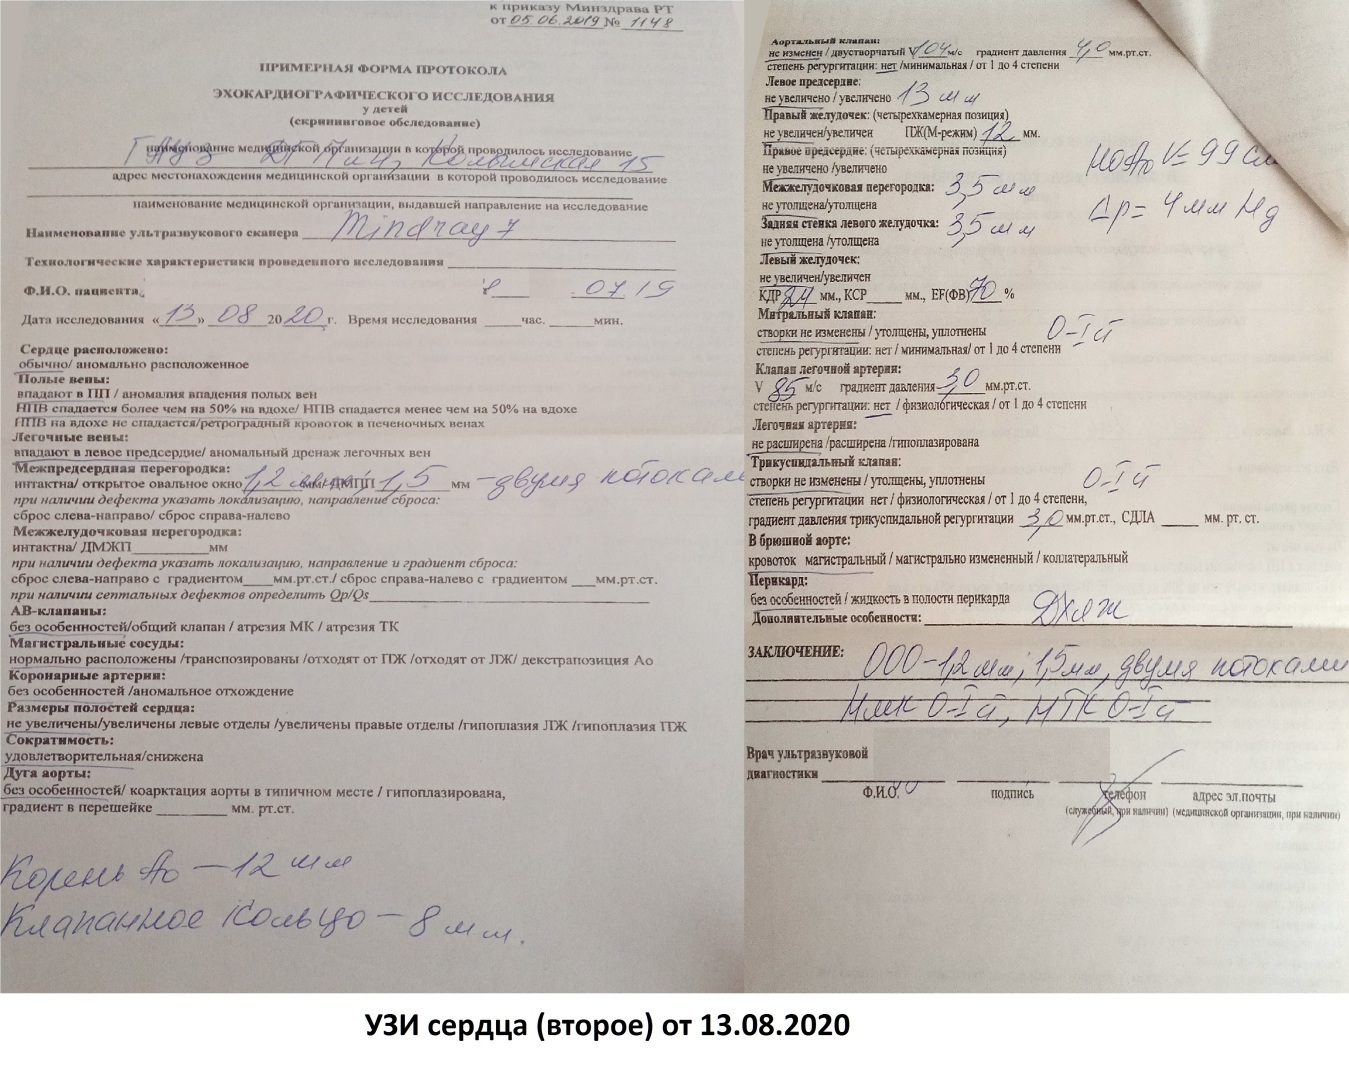 к приказу Минздрава РТ
от 05.06.2019 № 1148
ПРИМЕРНАЯ ФОРМА ПРОТОКОЛА
ЭХОКАРДИОГРАФИЧЕСКОГО ИССЛЕДОВАНИЯ
у детей
(скрининговое обследование)
наименование медицинской организации в которой проводилось исследование
Колымская 15
адрес местонахождения медицинской организации в которой проводилось исследование
наименование медицинской организации, выдавшей направление на исследование
Наименование ультразвукового сканера Mindray 7
Технологические характеристики проведенного исследования
Ф.И.О. пациента 07 19
Дата исследования «13» 08 2020 г. Время исследования час. мин.
Сердце расположено:
обычно/ аномально расположенное
Полые вены:
впадают в ПП / аномалия впадения полых вен
НПВ спадается более чем на 50% на вдохе/ НПВ спадается менее чем на 50% на вдохе
НПВ на вдохе не спадается/ретроградный кровоток в печеночных венах
Легочные вены:
впадают в левое предсердие/ аномальный дренаж легочных вен
Межпредсердная перегородка:
интактна/ открытое овальное окно 1,2 мм/ ДМПП 1,5 мм - двумя потоками
при наличии дефекта указать локализацию, направление сброса:
сброс слева-направо/ сброс справа-налево
Межжелудочковая перегородка:
интактна/ ДМЖП мм
при наличии дефекта указать локализацию, направление и градиент сброса:
сброс слева-направо с градиентом мм.рт.ст./ сброс справа-налево с градиентом мм.рт.ст.
при наличии септальных дефектов определить Qp/Qs
АВ-клапаны:
без особенностей/общий клапан / атрезия МК / атрезия ТК
Магистральные сосуды:
нормально расположены /транспозированы /отходят от ПЖ /отходят от ЛЖ/ декстрапозиция Ао
Коронарные артерии:
без особенностей /аномальное отхождение
Размеры полостей сердца:
не увеличены/увеличены левые отделы /увеличены правые отделы /гипоплазия ЛЖ /гипоплазия ПЖ
Сократимость:
удовлетворительная/снижена
Дуга аорты:
без особенностей/ коарктация аорты в типичном месте / гипоплазирована,
градиент в перешейке мм. рт.ст.
Корень Ао – 12 мм
Клапанное кольцо – 8 мм.
Аортальный клапан:
не изменен / двустворчатый V 104 м/с градиент давления 4,0 мм.рт.ст.
степень регургитации: нет /минимальная / от 1 до 4 степени
Левое предсердие:
не увеличено / увеличено 13 мм
Правый желудочек: (четырехкамерная позиция)
не увеличен/увеличен ПЖ(М-режим) 12 мм.
Правое предсердие: (четырехкамерная позиция)
не увеличено /увеличено
НоАо V= 99 см
Межжелудочковая перегородка: 3,5 мм
не утолщена/утолщена
Δp= 4 мм Hg
Задняя стенка левого желудочка: 3,5 мм
не утолщена /утолщена
Левый желудочек:
не увеличен/увеличен
КДР 24 мм., КСР мм., EF(ФВ) 70 %
Митральный клапан:
створки не изменены / утолщены, уплотнены 0-I ст
степень регургитации: нет / минимальная/ от 1 до 4 степени
Клапан легочной артерии:
V 85 м/с градиент давления 3,0 мм.рт.ст.
степень регургитации: нет / физиологическая / от 1 до 4 степени
Легочная артерия:
не расширена /расширена /гипоплазирована
Трикуспидальный клапан:
створки не изменены / утолщены, уплотнены 0-I ст
степень регургитации нет / физиологическая / от 1 до 4 степени,
градиент давления трикуспидальной регургитации 3,0 мм.рт.ст., СДЛА мм. рт. ст.
В брюшной аорте:
кровоток магистральный / магистрально измененный / коллатеральный
Перикард:
без особенностей / жидкость в полости перикарда
Дополнительные особенности: ДХЛЖ
ЗАКЛЮЧЕНИЕ: ООО – 1,2 мм; 1,5 мм, двумя потоками
НМК 0-I ст, НТК 0-I ст
Врач ультразвуковой
диагностики
Ф.И.О. подпись телефон адрес эл.почты
(служебный, при наличии) (медицинской организации, при наличии)
УЗИ сердца (второе) от 13.08.2020